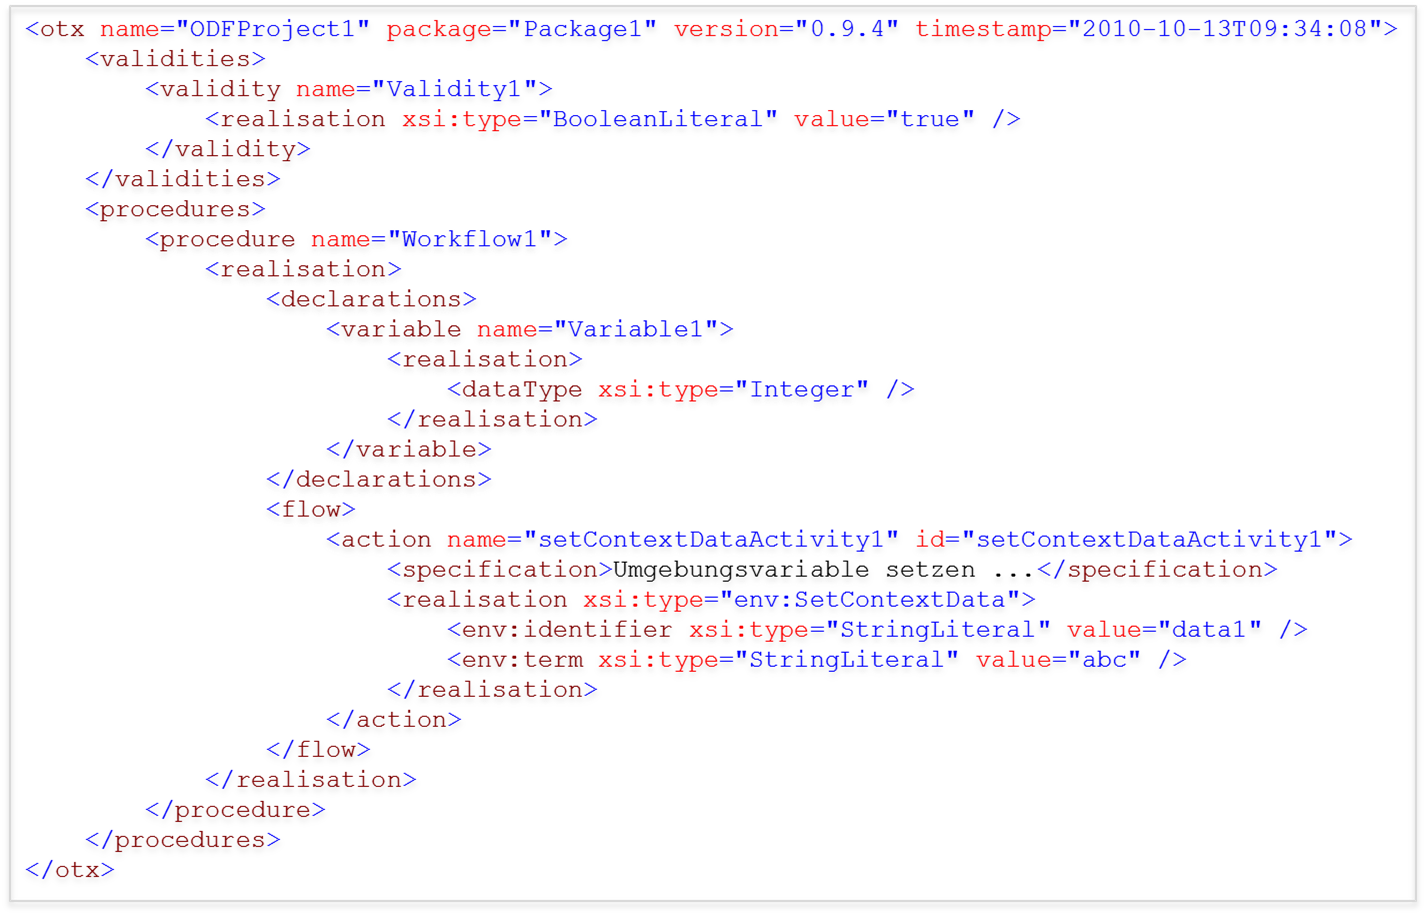 <otx name="ODFProject1" package="Package1" version="0.9.4" timestamp="2010-10-13T09:34:08">
    <validities>
        <validity name="Validity1">
            <realisation xsi:type="BooleanLiteral" value="true" />
        </validity>
    </validities>
    <procedures>
        <procedure name="Workflow1">
            <realisation>
                <declarations>
                    <variable name="Variable1">
                        <realisation>
                            <dataType xsi:type="Integer" />
                        </realisation>
                    </variable>
                </declarations>
                <flow>
                    <action name="setContextDataActivity1" id="setContextDataActivity1">
                        <specification>Umgebungsvariable setzen ...</specification>
                        <realisation xsi:type="env:SetContextData">
                            <env:identifier xsi:type="StringLiteral" value="data1" />
                            <env:term xsi:type="StringLiteral" value="abc" />
                        </realisation>
                    </action>
                </flow>
            </realisation>
        </procedure>
    </procedures>
</otx>